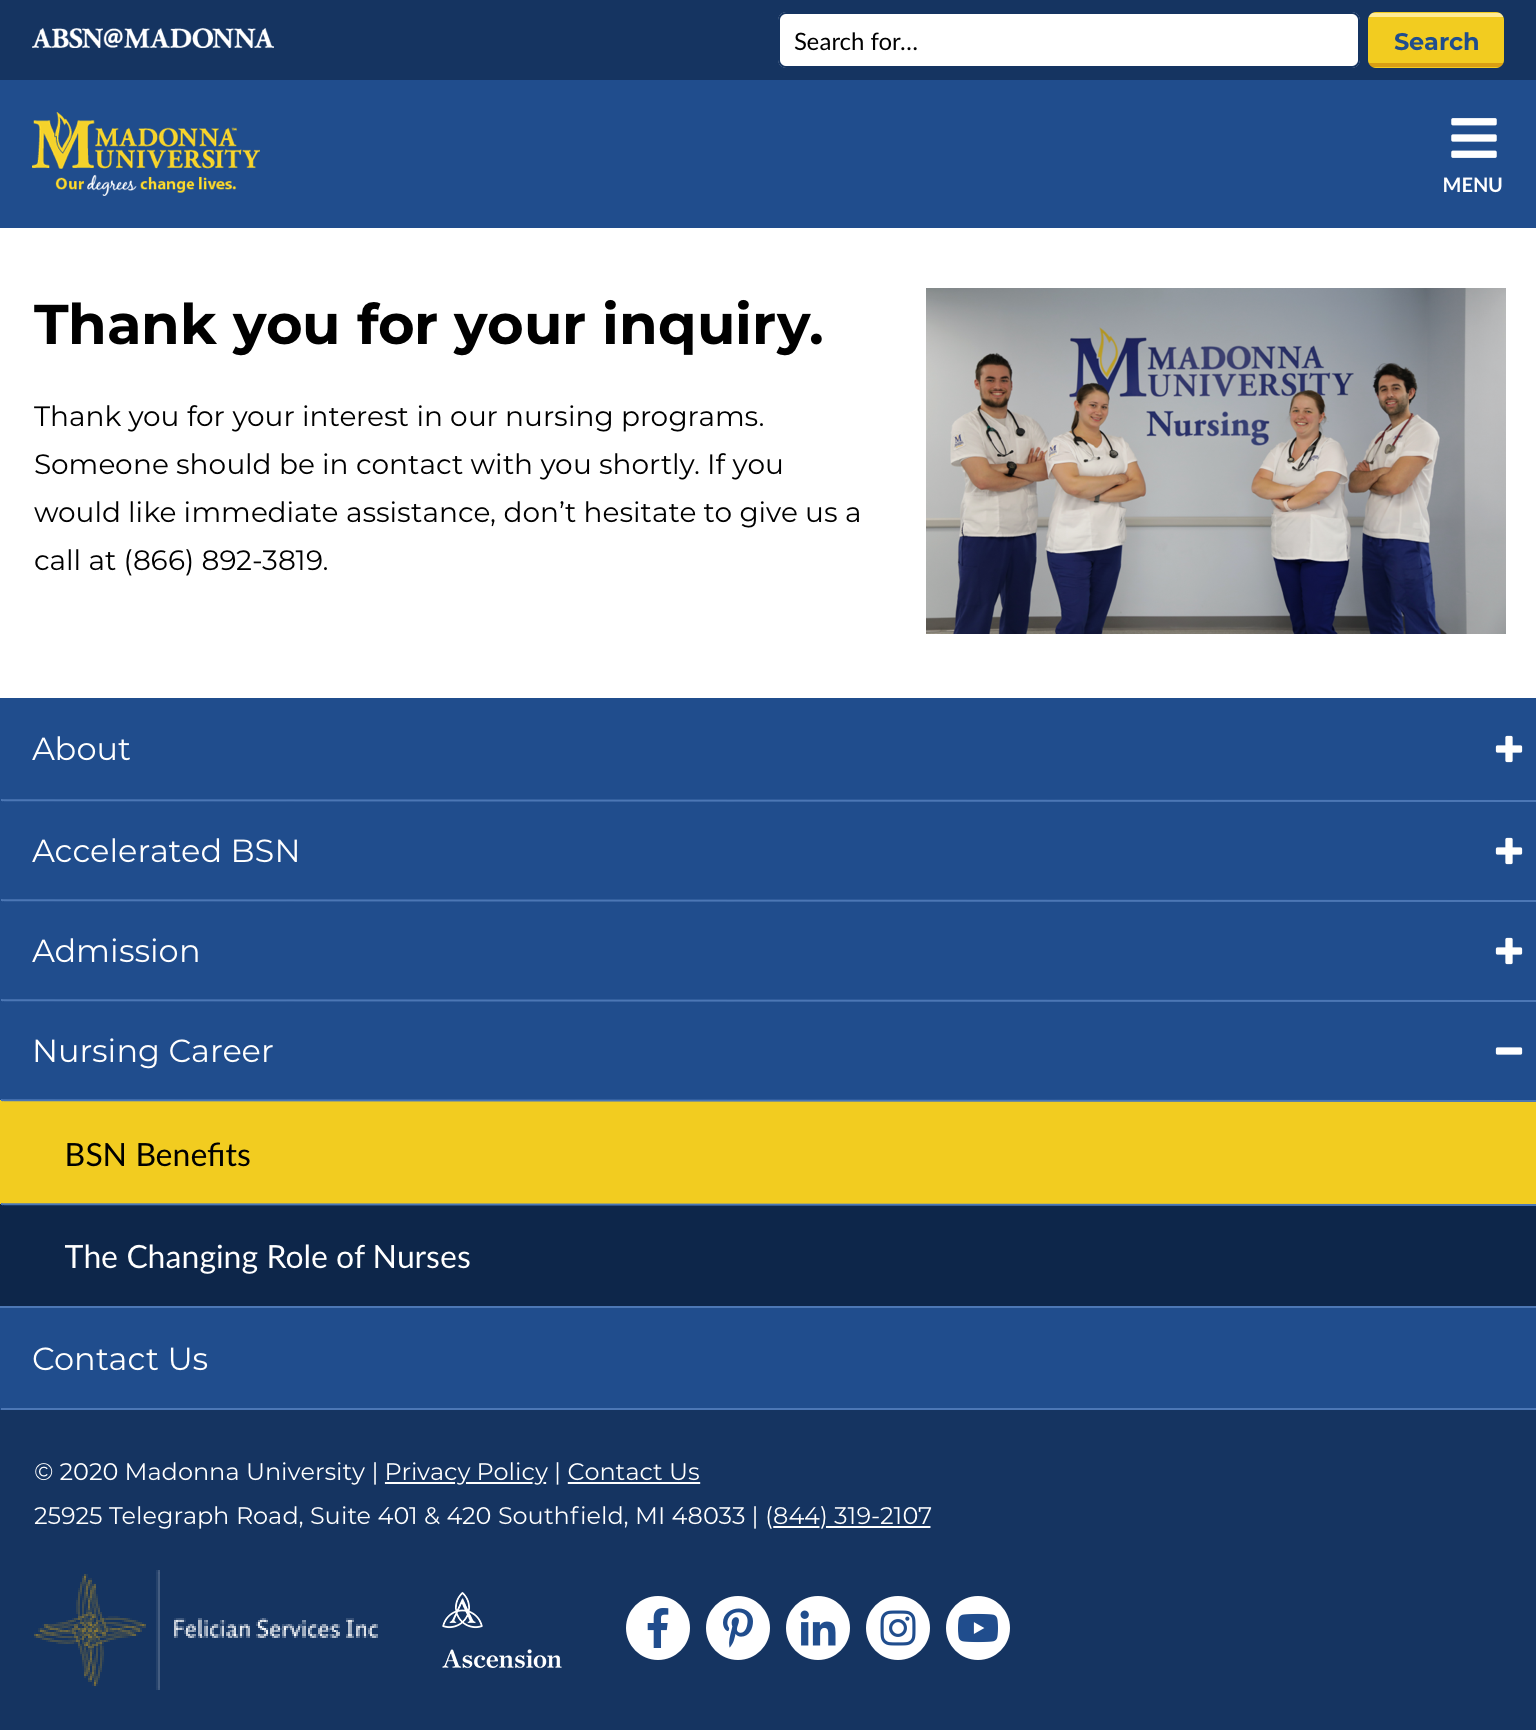 ABSN@MADONNA
Search for...
Search
MADONNA
UNIVERSITY
Our degrees change lives.
MENU
Thank you for your inquiry.
Thank you for your interest in our nursing programs.
Someone should be in contact with you shortly. If you
would like immediate assistance, don’t hesitate to give us a
call at (866) 892-3819.
MADONNA
UNIVERSITY
Nursing
About
Accelerated BSN
Admission
Nursing Career
BSN Benefits
The Changing Role of Nurses
Contact Us
© 2020 Madonna University | Privacy Policy | Contact Us
25925 Telegraph Road, Suite 401 & 420 Southfield, MI 48033 | (844) 319-2107
Felician Services Inc
Ascension